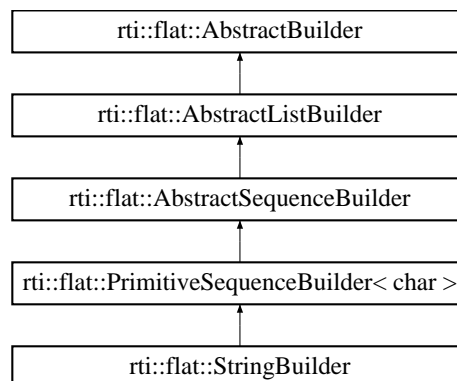 rti::flat::AbstractBuilder
rti::flat::AbstractListBuilder
rti::flat::AbstractSequenceBuilder
rti::flat::PrimitiveSequenceBuilder< char >
rti::flat::StringBuilder